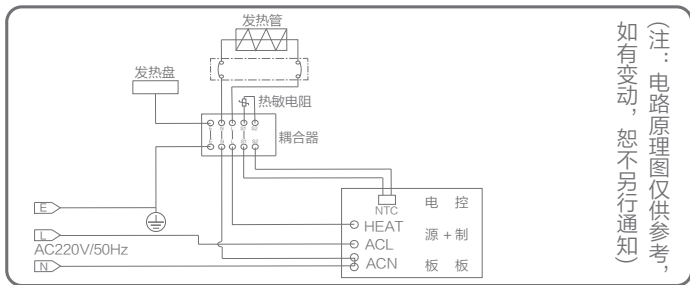 发热管
(注：电路原理图仅供参考，
如有变动，恕不另行通知)
发热盘
热敏电阻
耦合器
NTC
电 控
源+制
板 板
E
HEAT
L
ACL
AC220V/50Hz
N
ACN